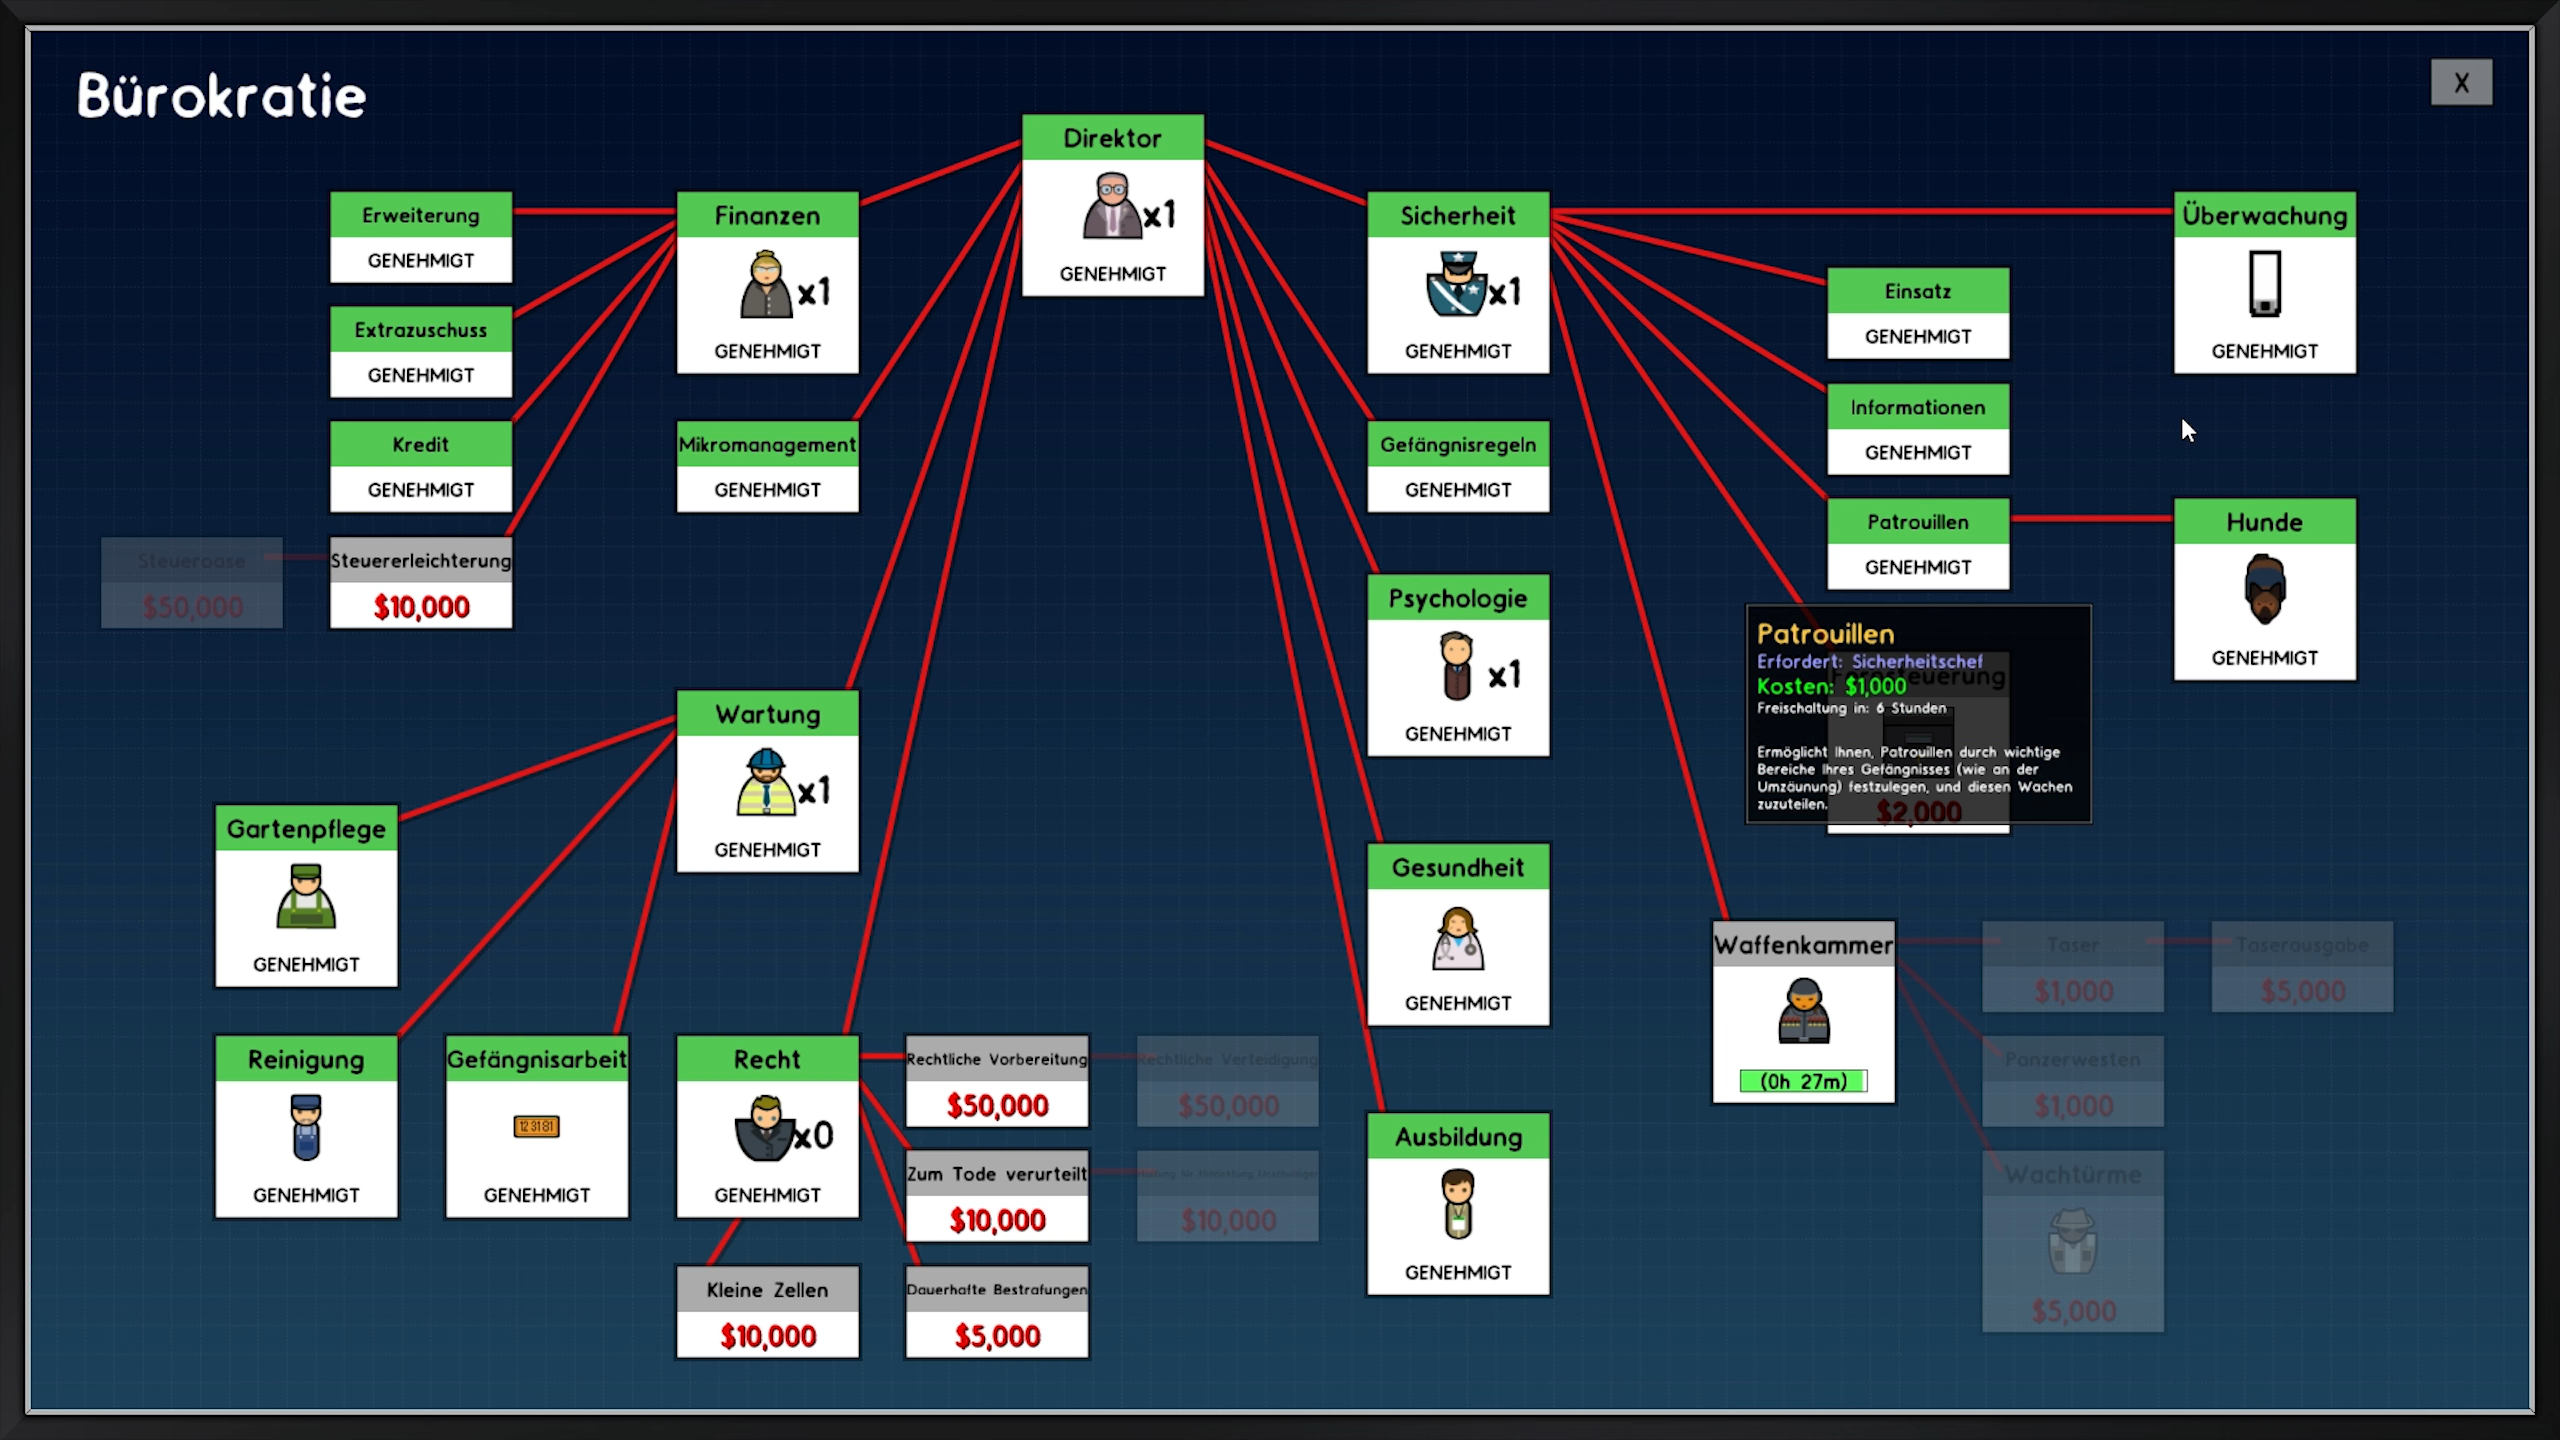 Bürokratie
X
Direktor
x1
GENEHMIGT
Erweiterung
GENEHMIGT
Finanzen
x1
GENEHMIGT
Sicherheit
x1
GENEHMIGT
Überwachung
GENEHMIGT
Einsatz
GENEHMIGT
Extrazuschuss
GENEHMIGT
Informationen
GENEHMIGT
Kredit
GENEHMIGT
Mikromanagement
GENEHMIGT
Gefängnisregeln
GENEHMIGT
Patrouillen
GENEHMIGT
Hunde
GENEHMIGT
Steueroase
$50,000
Steuererleichterung
$10,000
Psychologie
x1
GENEHMIGT
Patrouillen
Erfordert: Sicherheitschef
Kosten: $1,000
Freischaltung in: 6 Stunden
Ermöglicht Ihnen, Patrouillen durch wichtige
Bereiche Ihres Gefängnisses (wie an der
Umzäunung) festzulegen, und diesen Wachen
zuzuteilen.
$2,000
Wartung
x1
GENEHMIGT
Gartenpflege
GENEHMIGT
Gesundheit
GENEHMIGT
Waffenkammer
(0h 27m)
Taser
$1,000
Taserausgabe
$5,000
Reinigung
GENEHMIGT
Gefängnisarbeit
12 31 81
GENEHMIGT
Recht
x0
GENEHMIGT
Rechtliche Vorbereitung
$50,000
Rechtliche Verteidigung
$50,000
Panzerwesten
$1,000
Zum Tode verurteilt
$10,000
$10,000
Ausbildung
GENEHMIGT
Wachtürme
$5,000
Kleine Zellen
$10,000
Dauerhafte Bestrafungen
$5,000